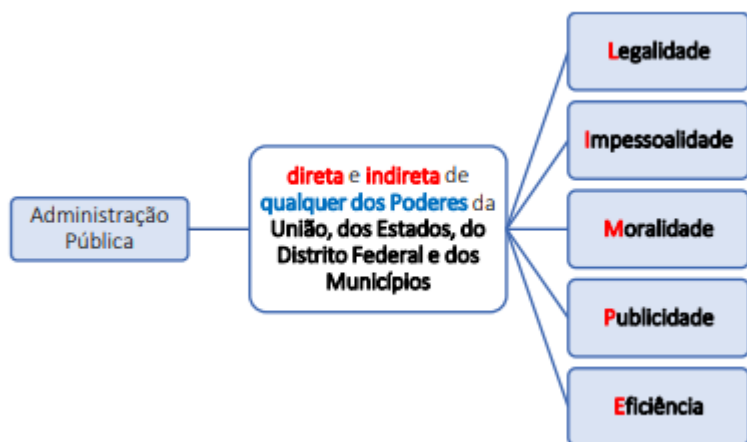 Administração
Pública
direta e indireta de
qualquer dos Poderes da
União, dos Estados, do
Distrito Federal e dos
Municípios
Legalidade
Impessoalidade
Moralidade
Publicidade
Eficiência